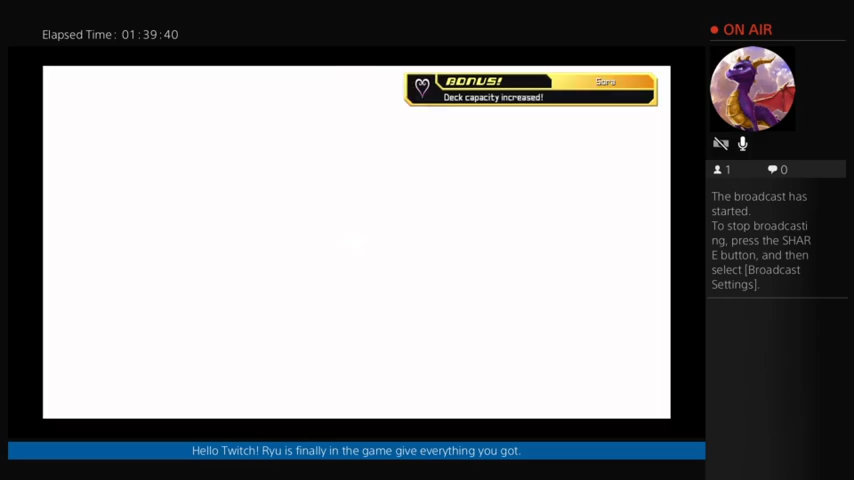 Elapsed Time: 01:39:40
ON AIR
BONUS! Sora
Deck capacity increased!
1 0
The broadcast has
started.
To stop broadcasti
ng, press the SHAR
E button, and then
select [Broadcast
Settings].
Hello Twitch! Ryu is finally in the game give everything you got.